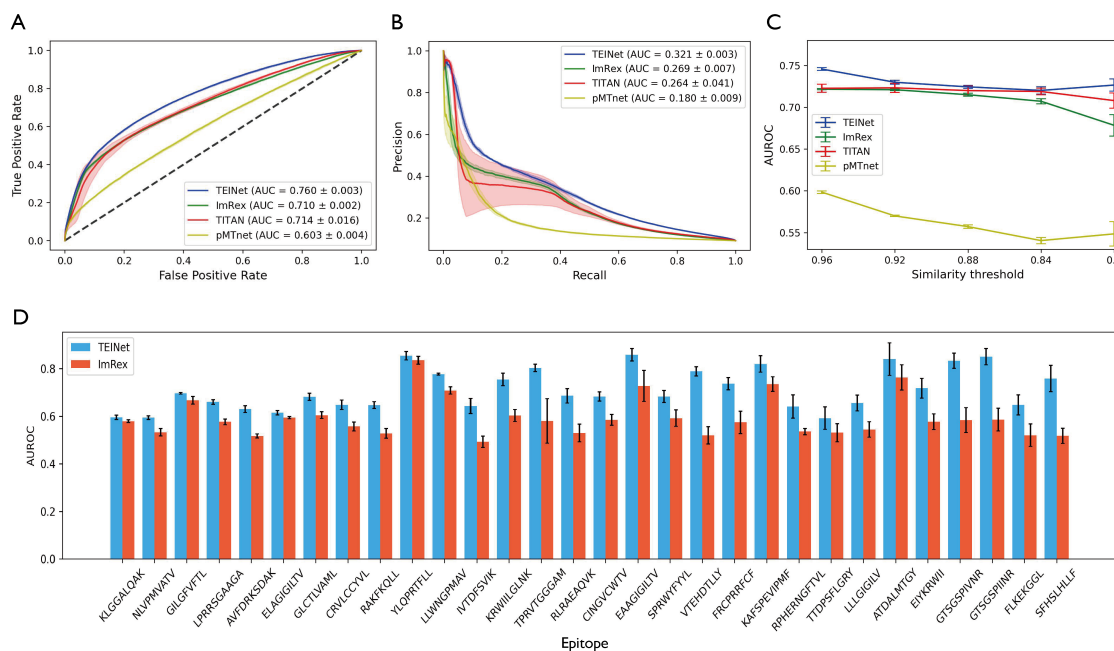 A
1.0
0.8
0.6
0.4
0.2
0.0
True Positive Rate
TEINet (AUC = 0.760 ± 0.003)
ImRex (AUC = 0.710 ± 0.002)
TITAN (AUC = 0.714 ± 0.016)
pMTnet (AUC = 0.603 ± 0.004)
0.0 0.2 0.4 0.6 0.8 1.0
False Positive Rate
B
1.0
0.8
0.6
0.4
0.2
Precision
TEINet (AUC = 0.321 ± 0.003)
ImRex (AUC = 0.269 ± 0.007)
TITAN (AUC = 0.264 ± 0.041)
pMTnet (AUC = 0.180 ± 0.009)
0.0 0.2 0.4 0.6 0.8 1.0
Recall
C
0.75
0.70
0.65
0.60
0.55
AUROC
TEINet
ImRex
TITAN
pMTnet
0.96 0.92 0.88 0.84
Similarity threshold
D
TEINet
ImRex
0.8
0.6
0.4
0.2
0.0
AUROC
KLGGALQAK
NLVPMVATV
GILGFVFTL
LPRRSGAAGA
AVFDRKSDAK
ELAGIGILTV
GLCTLVAML
CRVLCCYVL
RAKFKQLL
YLQPRTFLL
LLWNGPMAV
IVTDFSVIK
KRWIILGLNK
TPRVTGGGAM
RLRAEAQVK
CINGVCWTV
EAAGIGILTV
SPRWYFYYL
VTEHDTLLY
FRCPRRFCF
KAFSPEVIPMF
RPHERNGFTVL
TTDPSFLGRY
LLLGIGILV
ATDALMTGY
EIYKRWII
GTSGSPIVNR
GTSGSPIINR
FLKEKGGL
SFHSLHLLF
Epitope